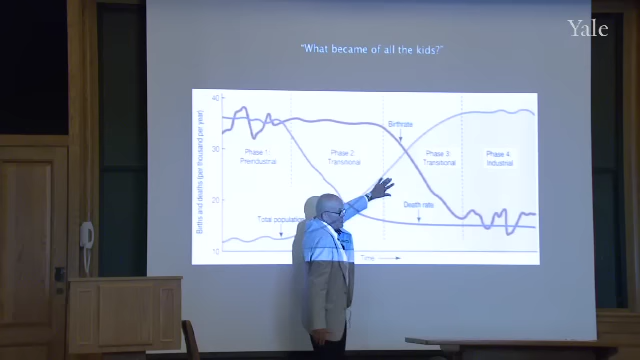 Yale
"What became of all the kids?"
40
30
20
10
Births and deaths (per thousand per year)
Phase 1:
Preindustrial
Phase 2:
Transitional
Birthrate
Phase 3:
Transitional
Phase 4:
Industrial
Total population
Death rate
Time